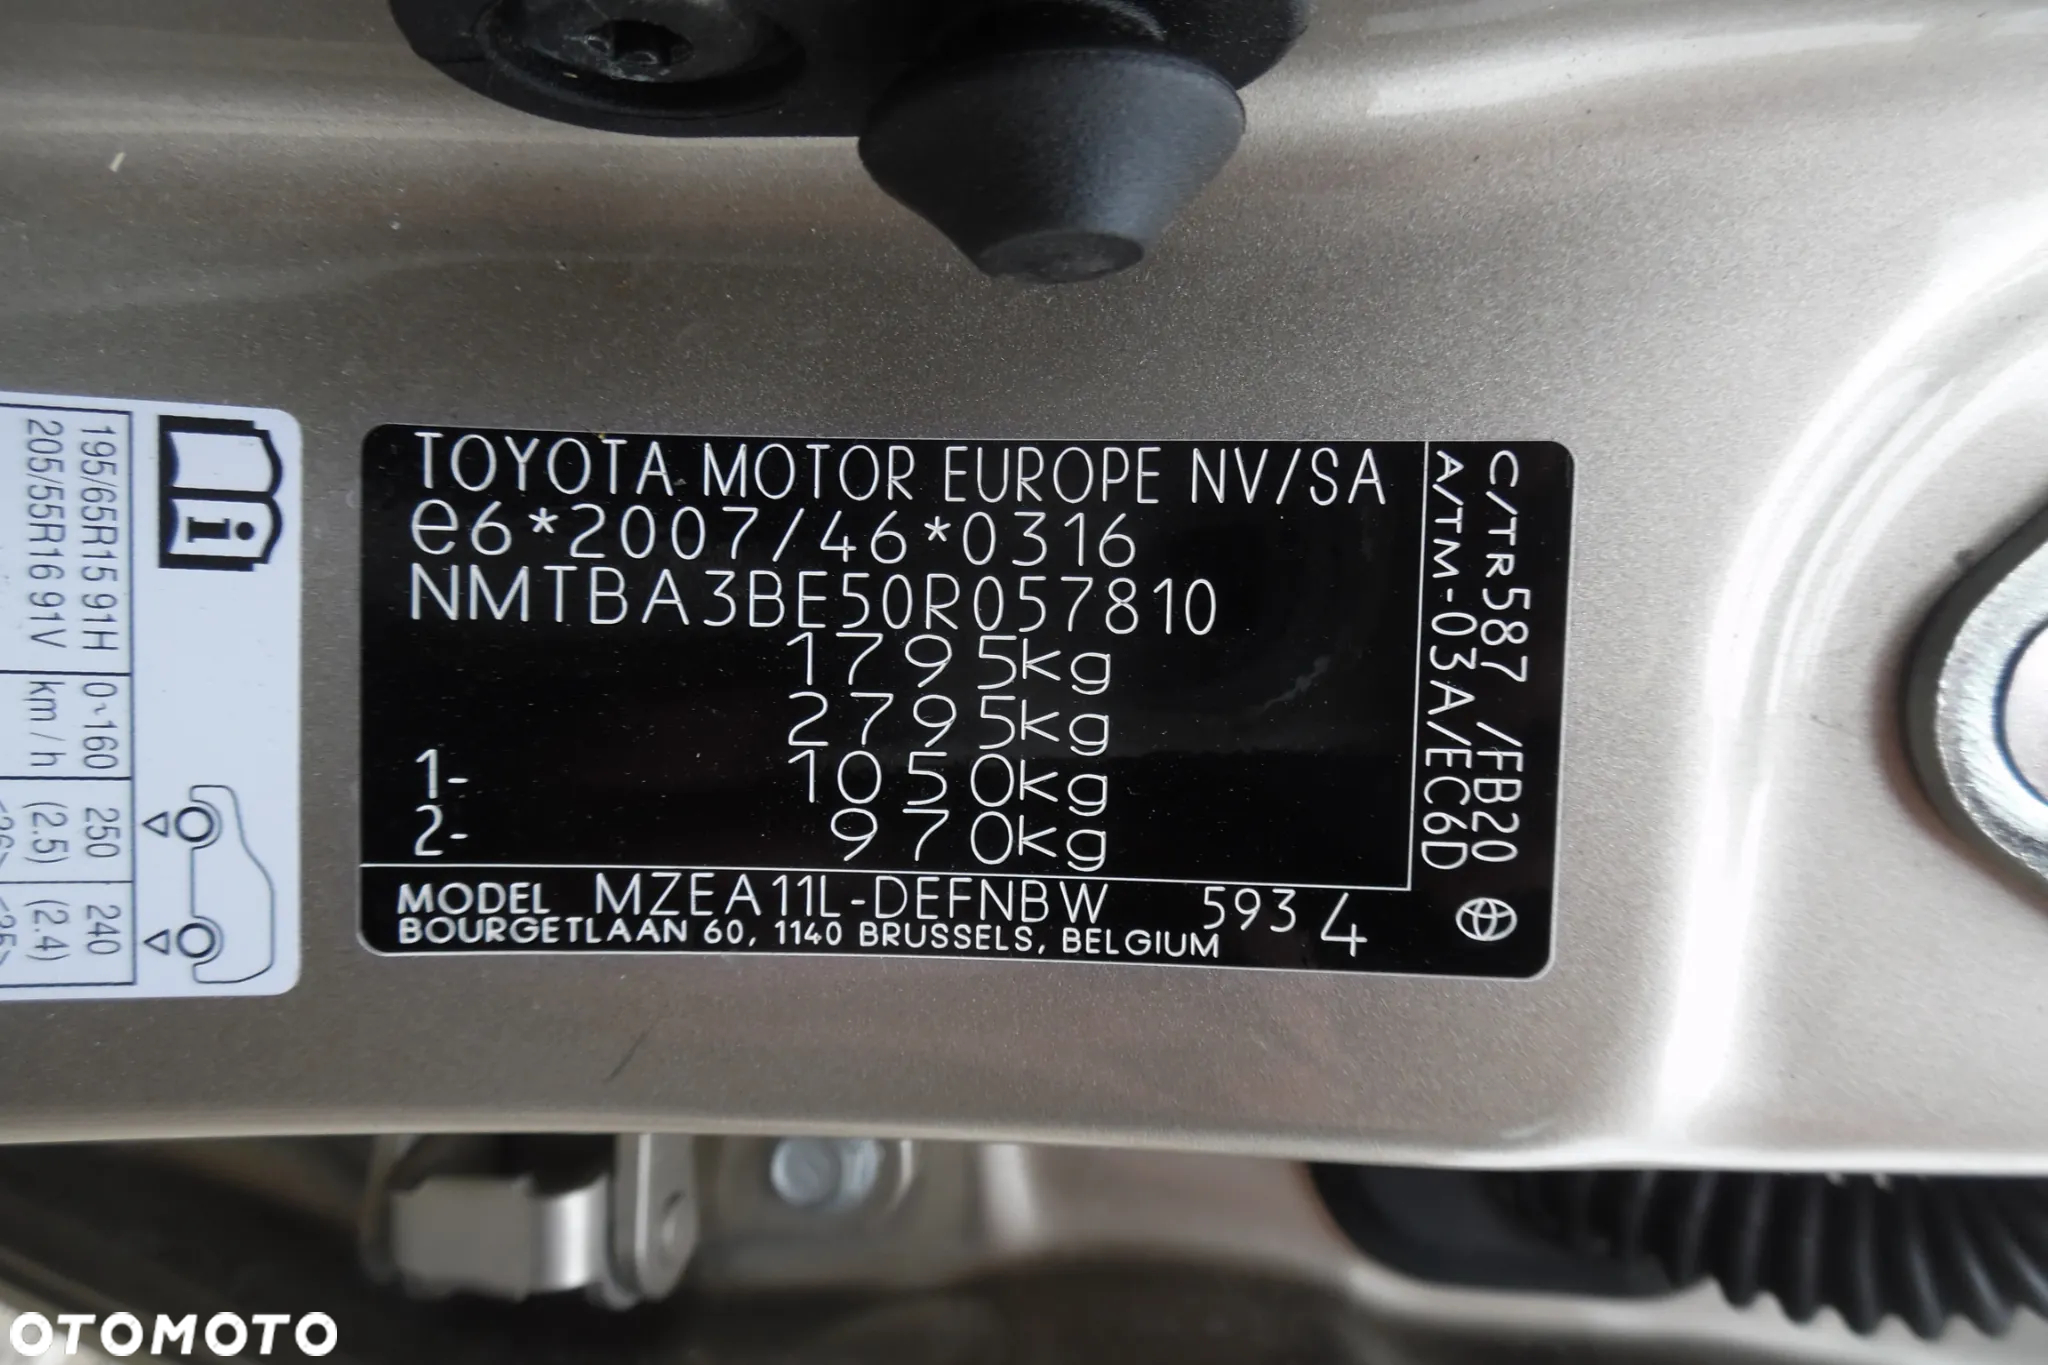 TOYOTA MOTOR EUROPE NV/SA
e6*2007/46*0316
NMTBA3BE50R057810
1795kg
2795kg
1- 1050kg
2- 970kg
MODEL MZEA11L-DEFNBW 593 4
BOURGETLAAN 60, 1140 BRUSSELS, BELGIUM
C/TR587 /FB20
A/TM-03A/EC6D
195/65R15 91H 0~160 250 240
205/55R16 91V km/h (2.5) (2.4)
i
OTOMOTO